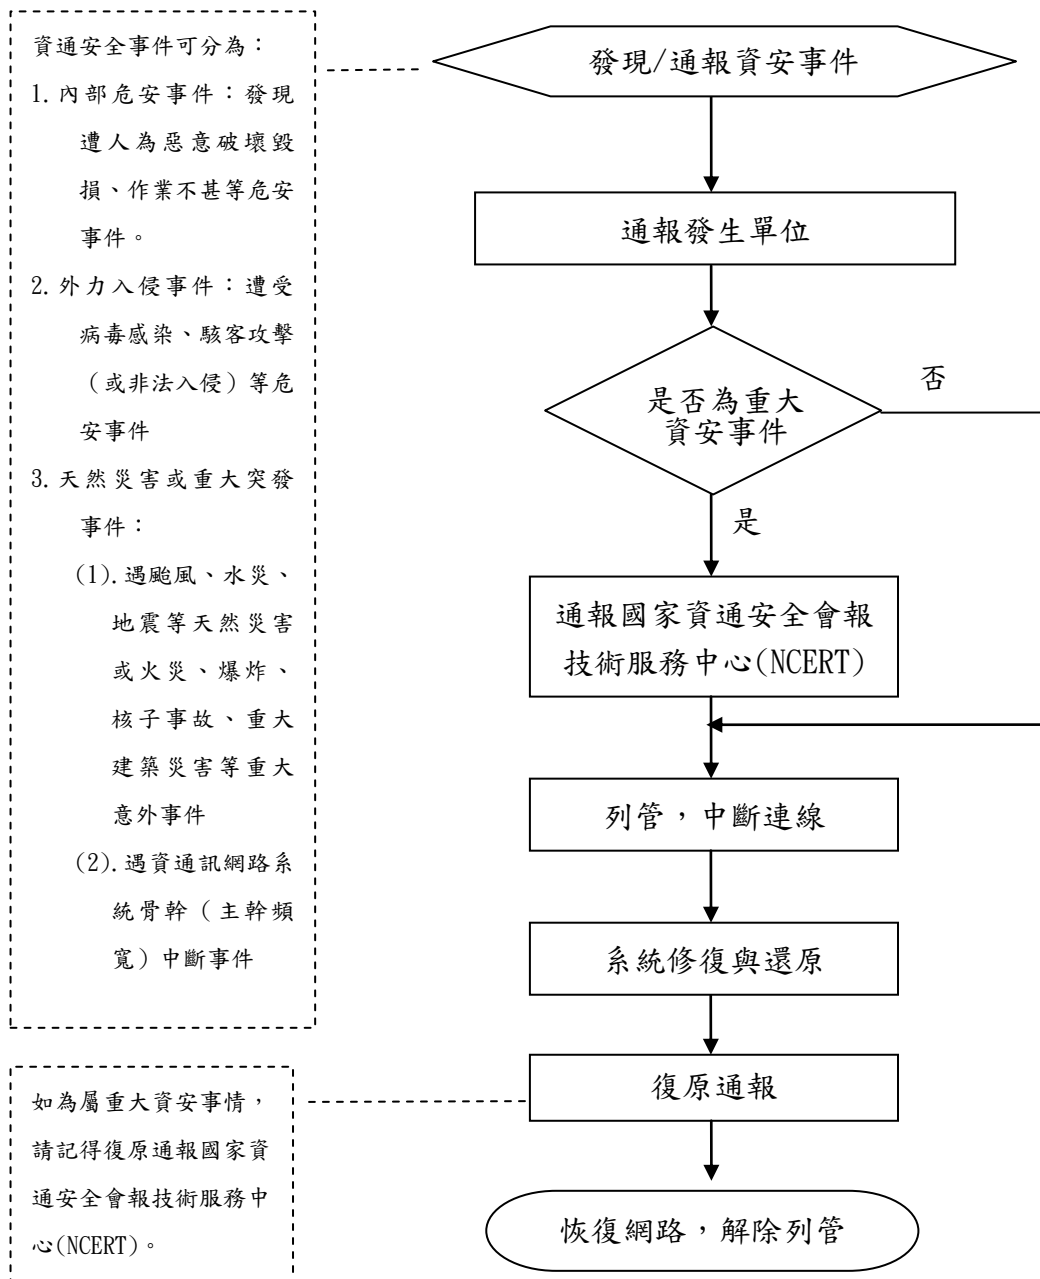 資通安全事件可分為：
1. 內部危安事件：發現
遭人為惡意破壞毀
損、作業不甚等危安
事件。
2. 外力入侵事件：遭受
病毒感染、駭客攻擊
（或非法入侵）等危
安事件
3. 天然災害或重大突發
事件：
(1). 遇颱風、水災、
地震等天然災害
或火災、爆炸、
核子事故、重大
建築災害等重大
意外事件
(2). 遇資通訊網路系
統骨幹（主幹頻
寬）中斷事件
如為屬重大資安事情，
請記得復原通報國家資
通安全會報技術服務中
心(NCERT)。
發現/通報資安事件
通報發生單位
是否為重大
資安事件
否
是
通報國家資通安全會報
技術服務中心(NCERT)
列管，中斷連線
系統修復與還原
復原通報
恢復網路，解除列管